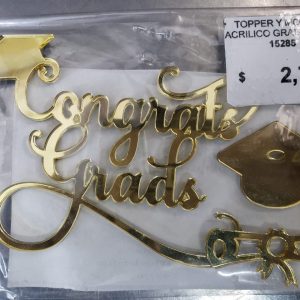 TOPPER Y
ACRILICO GRA
15285
$ 2,
Congrats
Grads